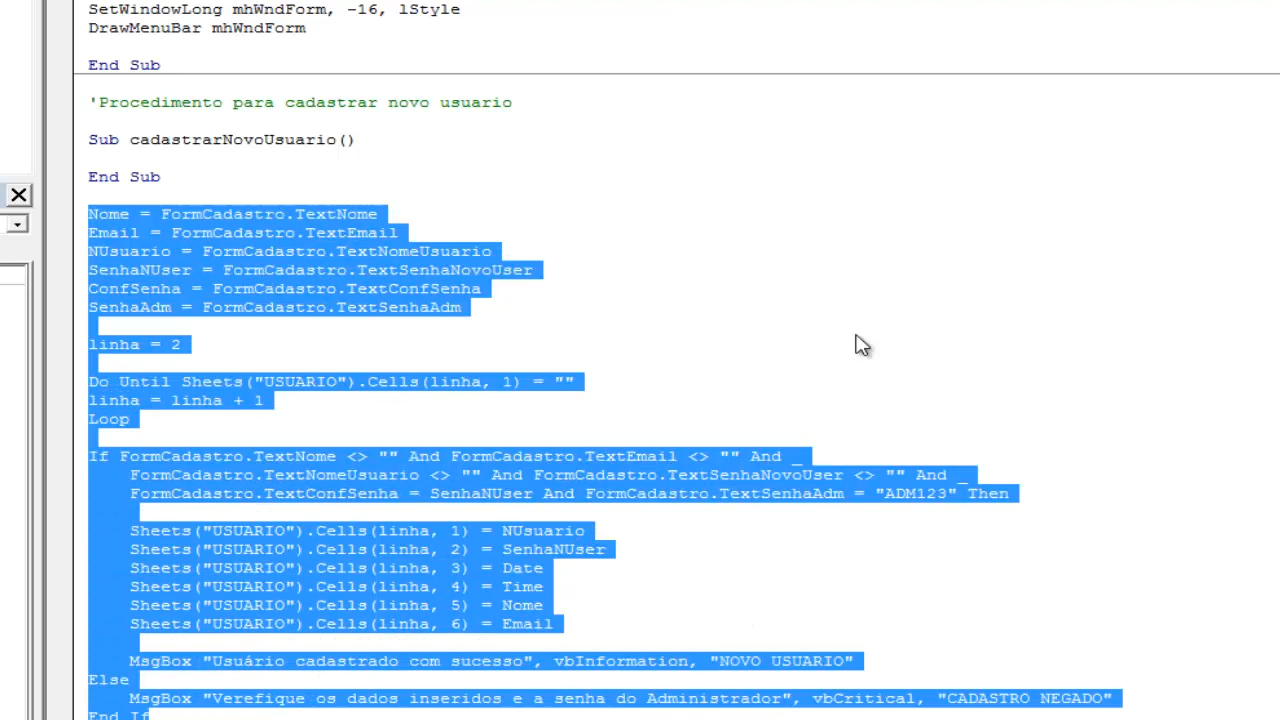 SetWindowLong mhWndForm, -16, lStyle
DrawMenuBar mhWndForm
End Sub
'Procedimento para cadastrar novo usuario
Sub cadastrarNovoUsuario()
End Sub
Nome = FormCadastro.TextNome
Email = FormCadastro.TextEmail
NUsuario = FormCadastro.TextNomeUsuario
SenhaNUser = FormCadastro.TextSenhaNovoUser
ConfSenha = FormCadastro.TextConfSenha
SenhaAdm = FormCadastro.TextSenhaAdm
linha = 2
Do Until Sheets("USUARIO").Cells(linha, 1) = ""
linha = linha + 1
Loop
If FormCadastro.TextNome <> "" And FormCadastro.TextEmail <> "" And _
FormCadastro.TextNomeUsuario <> "" And FormCadastro.TextSenhaNovoUser <> "" And _
FormCadastro.TextConfSenha = SenhaNUser And FormCadastro.TextSenhaAdm = "ADM123" Then
Sheets("USUARIO").Cells(linha, 1) = NUsuario
Sheets("USUARIO").Cells(linha, 2) = SenhaNUser
Sheets("USUARIO").Cells(linha, 3) = Date
Sheets("USUARIO").Cells(linha, 4) = Time
Sheets("USUARIO").Cells(linha, 5) = Nome
Sheets("USUARIO").Cells(linha, 6) = Email
MsgBox "Usuário cadastrado com sucesso", vbInformation, "NOVO USUARIO"
Else
MsgBox "Verefique os dados inseridos e a senha do Administrador", vbCritical, "CADASTRO NEGADO"
End If